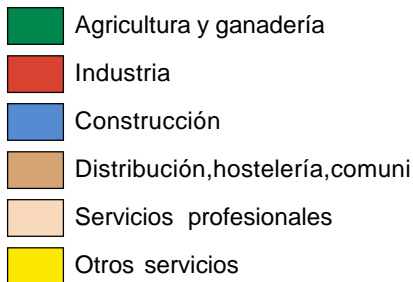 Agricultura y ganadería
Industria
Construcción
Distribución,hostelería,comuni
Servicios profesionales
Otros servicios